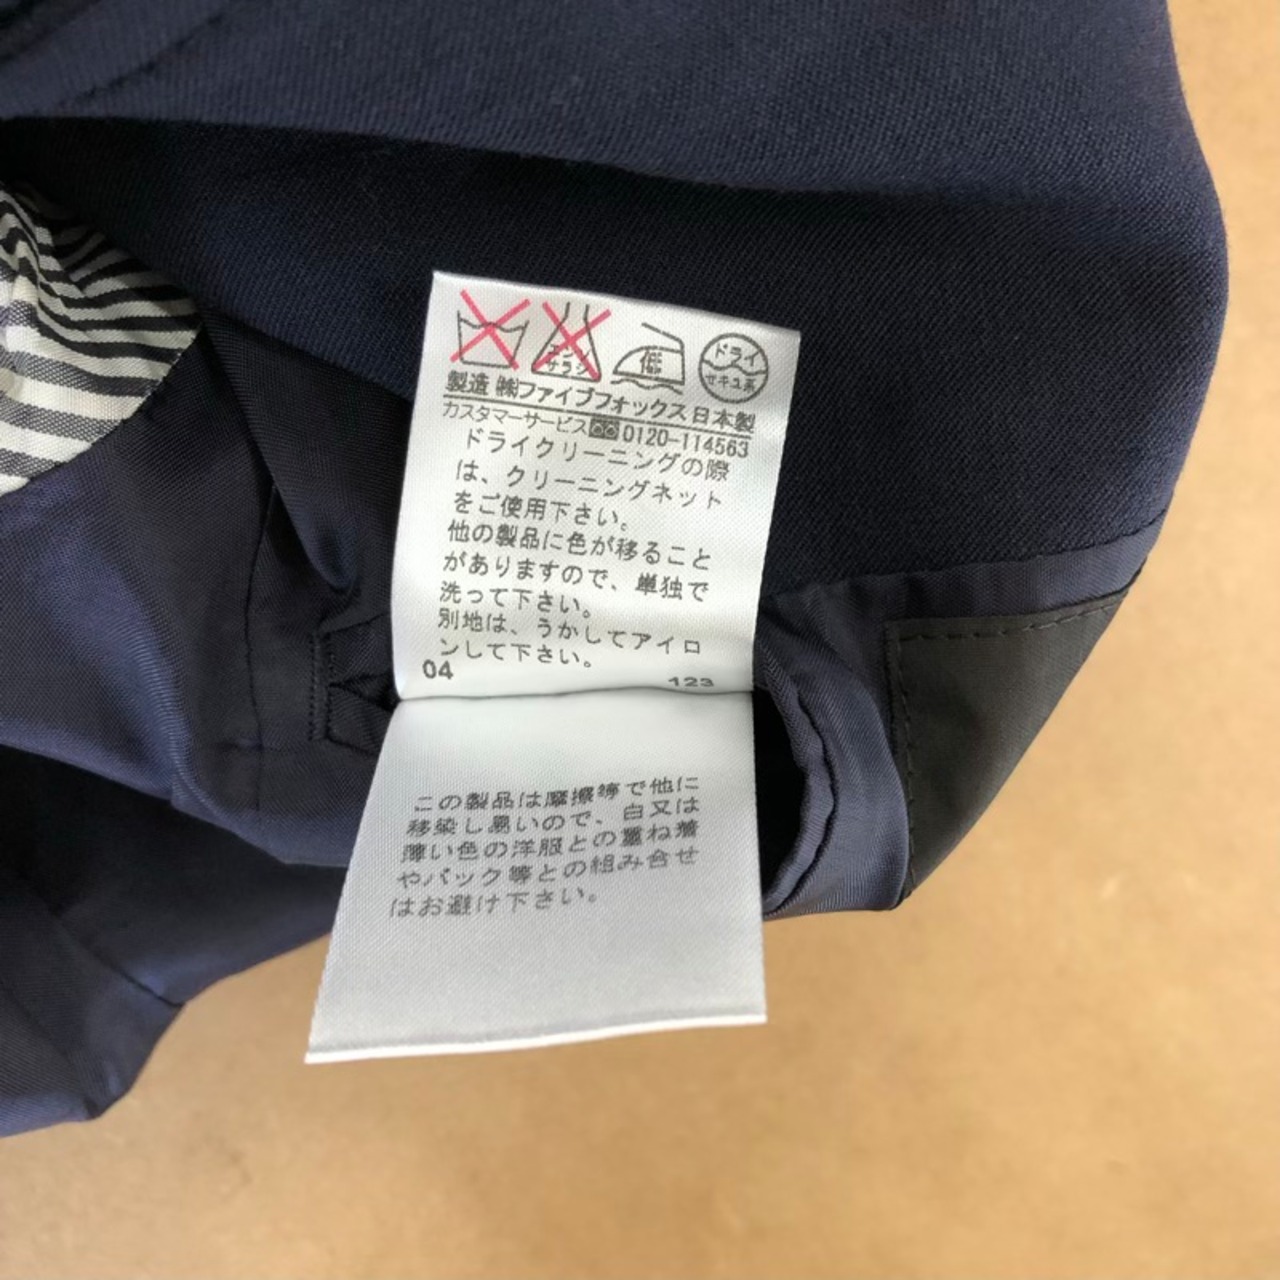 エンソ
サラシ
低
ドライ
セキユ系
製造 ㈱ファイブフォックス 日本製
カスタマーサービス 0120-114563
ドライクリーニングの際
は、クリーニングネット
をご使用下さい。
他の製品に色が移ること
がありますので、単独で
洗って下さい。
別地は、うかしてアイロ
ンして下さい。
04 123
この製品は摩擦等で他に
移染し易いので、白又は
薄い色の洋服との重ね着
やバック等との組み合せ
はお避け下さい。